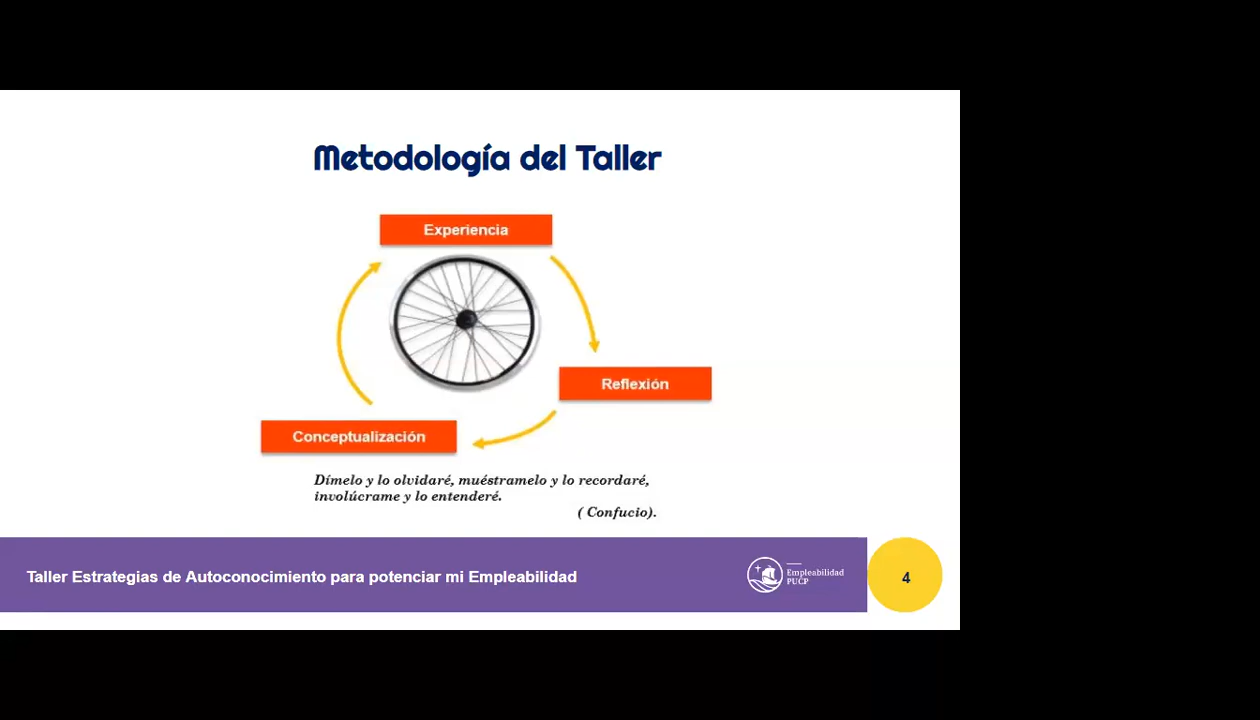 Metodología del Taller
Experiencia
Reflexión
Conceptualización
Dímelo y lo olvidaré, muéstramelo y lo recordaré,
involúcrame y lo entenderé.
( Confucio).
Taller Estrategias de Autoconocimiento para potenciar mi Empleabilidad
Empleabilidad
PUCP
4